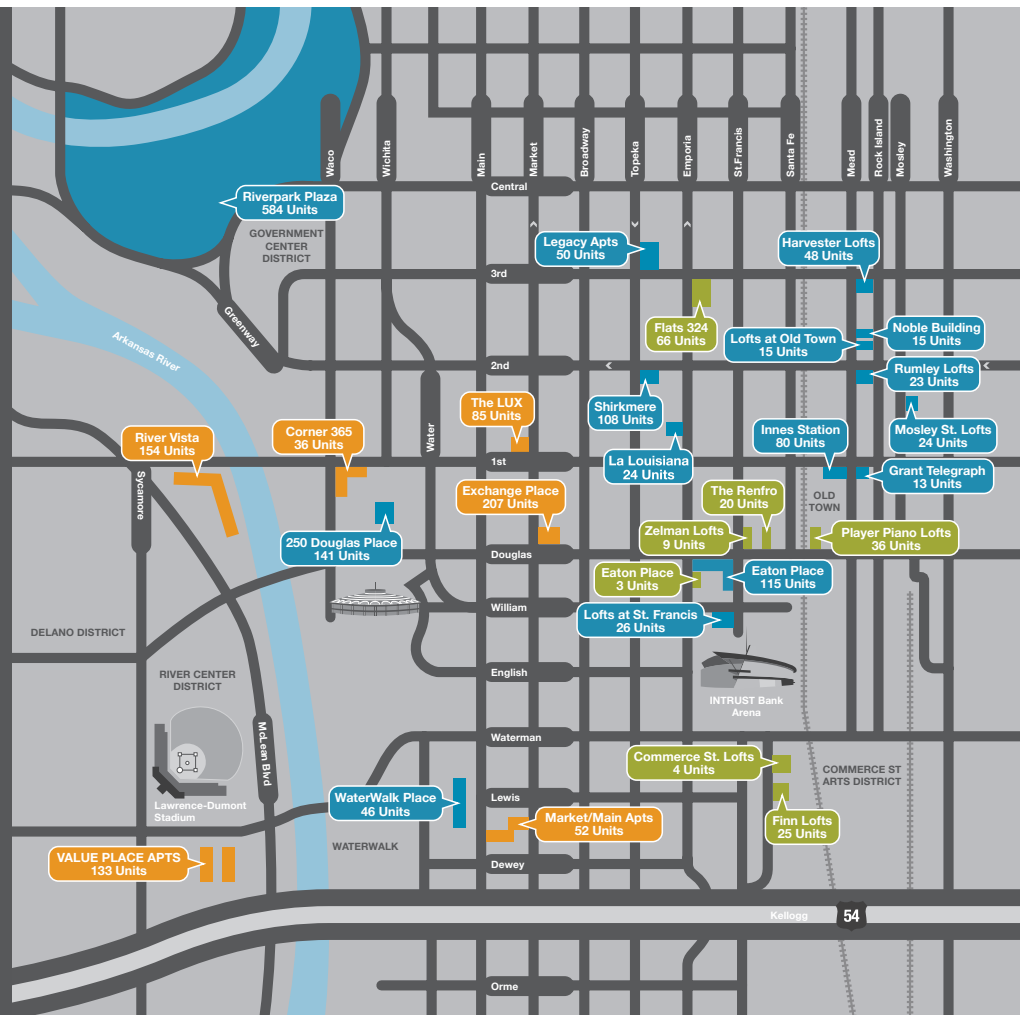 Waco
Wichita
Main
Market
Broadway
Topeka
Emporia
St.Francis
Santa Fe
Mead
Rock Island
Mosley
Washington
Central
Riverpark Plaza
584 Units
GOVERNMENT
CENTER
DISTRICT
Legacy Apts
50 Units
Harvester Lofts
48 Units
3rd
Greenway
Flats 324
66 Units
Lofts at Old Town
15 Units
Noble Building
15 Units
Arkansas River
2nd
Rumley Lofts
23 Units
The LUX
85 Units
Shirkmere
108 Units
Mosley St. Lofts
24 Units
River Vista
154 Units
Corner 365
36 Units
Water
Innes Station
80 Units
1st
La Louisiana
24 Units
Grant Telegraph
13 Units
Sycamore
Exchange Place
207 Units
The Renfro
20 Units
OLD
TOWN
250 Douglas Place
141 Units
Zelman Lofts
9 Units
Player Piano Lofts
36 Units
Douglas
Eaton Place
3 Units
Eaton Place
115 Units
William
Lofts at St. Francis
26 Units
DELANO DISTRICT
RIVER CENTER
DISTRICT
English
INTRUST Bank
Arena
McLean Blvd
Waterman
Commerce St. Lofts
4 Units
COMMERCE ST
ARTS DISTRICT
Lawrence-Dumont
Stadium
WaterWalk Place
46 Units
Lewis
Market/Main Apts
52 Units
Finn Lofts
25 Units
WATERWALK
VALUE PLACE APTS
133 Units
Dewey
Kellogg
54
Orme